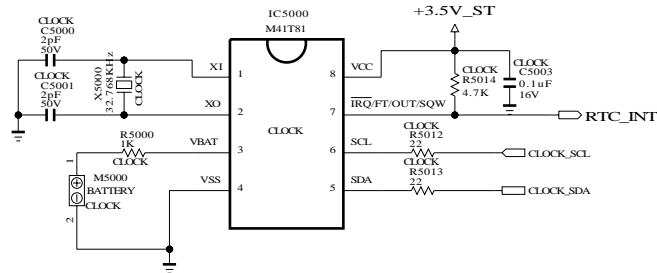 IC5000
M41T81
+3.5V_ST
CLOCK
C5000
2pF
50V
CLOCK
C5001
2pF
50V
X5000
32.768KHz
CLOCK
XI
1
XO
2
VBAT
3
VSS
4
CLOCK
8
VCC
7
IRQ/FT/OUT/SQW
6
SCL
5
SDA
CLOCK
R5014
4.7K
CLOCK
C5003
0.1uF
16V
RTC_INT
CLOCK
R5012
22
CLOCK_SCL
CLOCK
R5013
22
CLOCK_SDA
R5000
1K
CLOCK
1
M5000
BATTERY
CLOCK
2